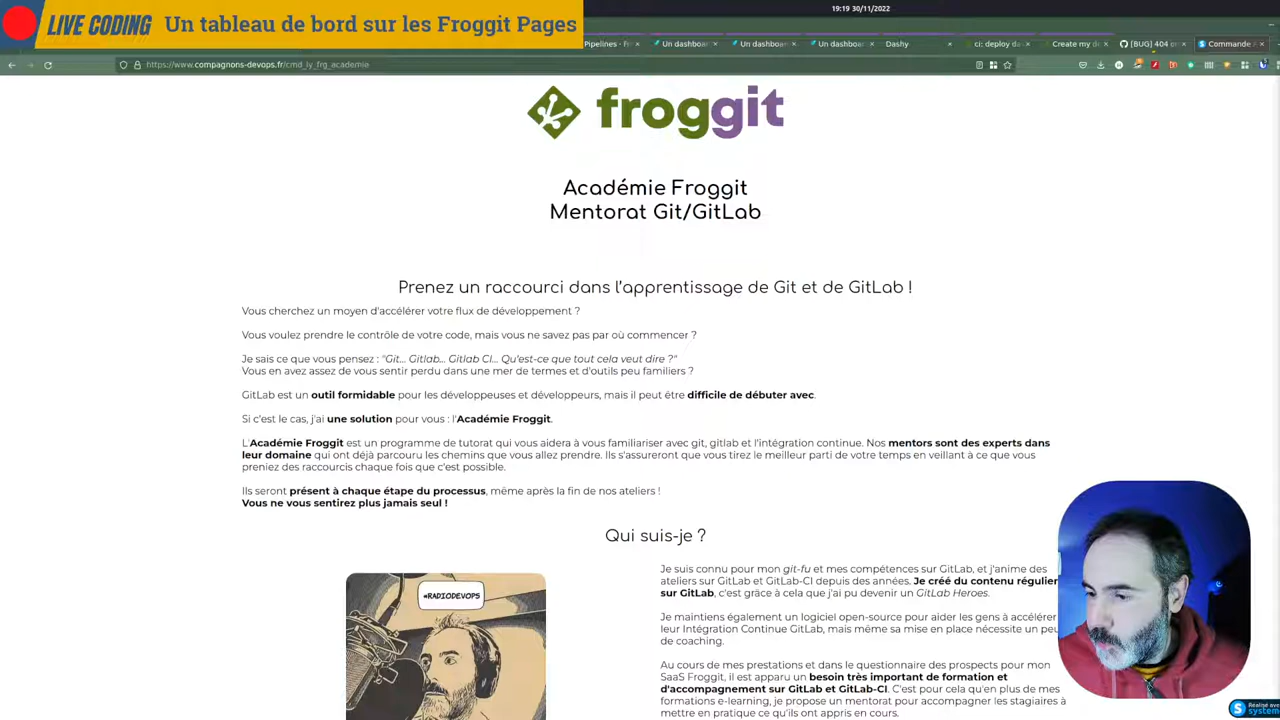 19:19 30/11/2022
LIVE CODING Un tableau de bord sur les Froggit Pages
Pipelines · Fr
Un dashboar
Un dashboar
Un dashboar
Dashy
ci: deploy da
Create my d
[BUG] 404 o
Commande
https://www.compagnons-devops.fr/cmd_ly_frg_academie
froggit
Académie Froggit
Mentorat Git/GitLab
Prenez un raccourci dans l'apprentissage de Git et de GitLab !
Vous cherchez un moyen d'accélérer votre flux de développement ?
Vous voulez prendre le contrôle de votre code, mais vous ne savez pas par où commencer ?
Je sais ce que vous pensez : "Git... Gitlab... Gitlab CI... Qu'est-ce que tout cela veut dire ?"
Vous en avez assez de vous sentir perdu dans une mer de termes et d'outils peu familiers ?
GitLab est un outil formidable pour les développeuses et développeurs, mais il peut être difficile de débuter avec.
Si c'est le cas, j'ai une solution pour vous : l'Académie Froggit.
L'Académie Froggit est un programme de tutorat qui vous aidera à vous familiariser avec git, gitlab et l'intégration continue. Nos mentors sont des experts dans
leur domaine qui ont déjà parcouru les chemins que vous allez prendre. Ils s'assureront que vous tirez le meilleur parti de votre temps en veillant à ce que vous
preniez des raccourcis chaque fois que c'est possible.
Ils seront présent à chaque étape du processus, même après la fin de nos ateliers !
Vous ne vous sentirez plus jamais seul !
Qui suis-je ?
#RADIODEVOPS
Je suis connu pour mon git-fu et mes compétences sur GitLab, et j'anime des
ateliers sur GitLab et GitLab-CI depuis des années. Je créé du contenu régulier
sur GitLab, c'est grâce à cela que j'ai pu devenir un GitLab Heroes.
Je maintiens également un logiciel open-source pour aider les gens à accélérer
leur Intégration Continue GitLab, mais même sa mise en place nécessite un peu
de coaching.
Au cours de mes prestations et dans le questionnaire des prospects pour mon
SaaS Froggit, il est apparu un besoin très important de formation et
d'accompagnement sur GitLab et GitLab-CI. C'est pour cela qu'en plus de mes
formations e-learning, je propose un mentorat pour accompagner les stagiaires à
mettre en pratique ce qu'ils ont appris en cours.
Réalisé ave
system